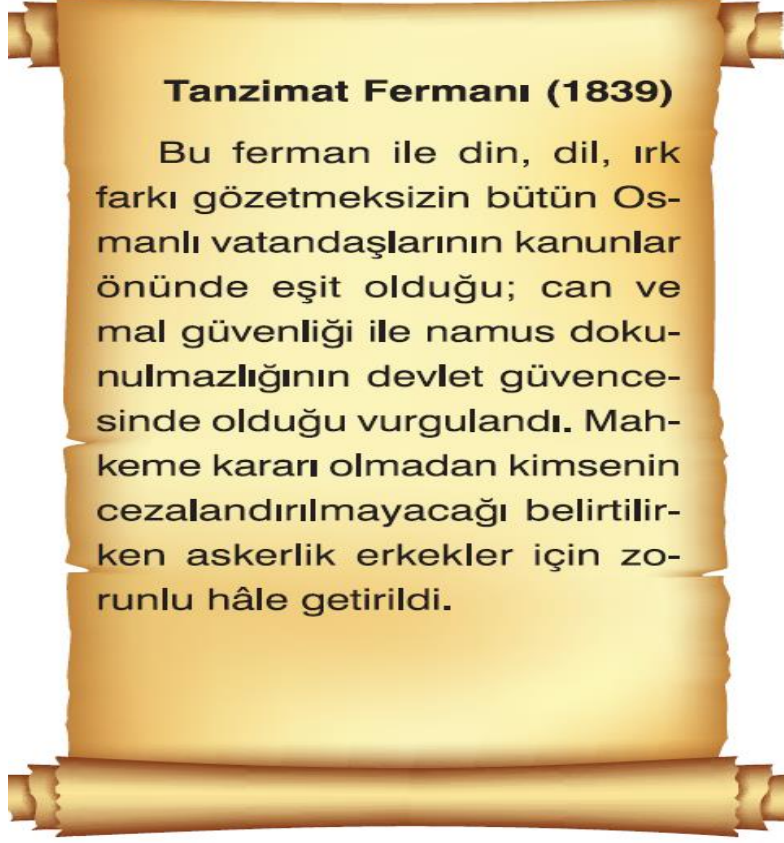 Tanzimat Fermanı (1839)
Bu ferman ile din, dil, ırk
farkı gözetmeksizin bütün Os-
manlı vatandaşlarının kanunlar
önünde eşit olduğu; can ve
mal güvenliği ile namus doku-
nulmazlığının devlet güvence-
sinde olduğu vurgulandı. Mah-
keme kararı olmadan kimsenin
cezalandırılmayacağı belirtilir-
ken askerlik erkekler için zo-
runlu hâle getirildi.